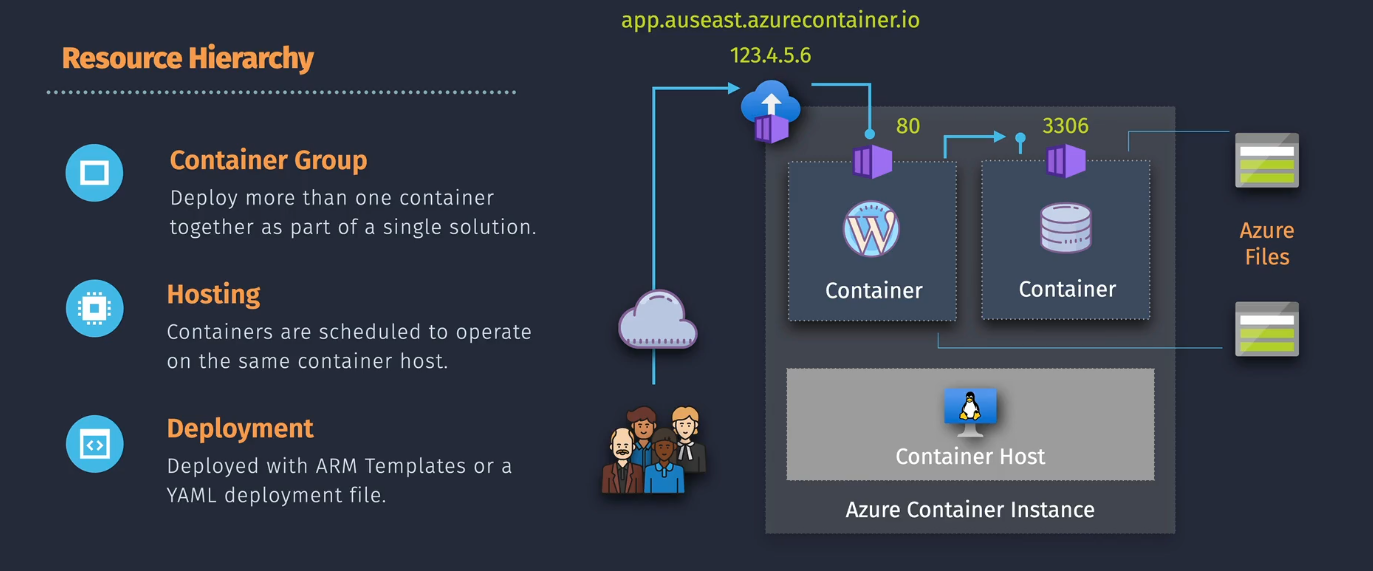 Resource Hierarchy
Container Group
Deploy more than one container
together as part of a single solution.
Hosting
Containers are scheduled to operate
on the same container host.
Deployment
Deployed with ARM Templates or a
YAML deployment file.
app.auseast.azurecontainer.io
123.4.5.6
80
3306
W
Container
Container
Azure
Files
Container Host
Azure Container Instance